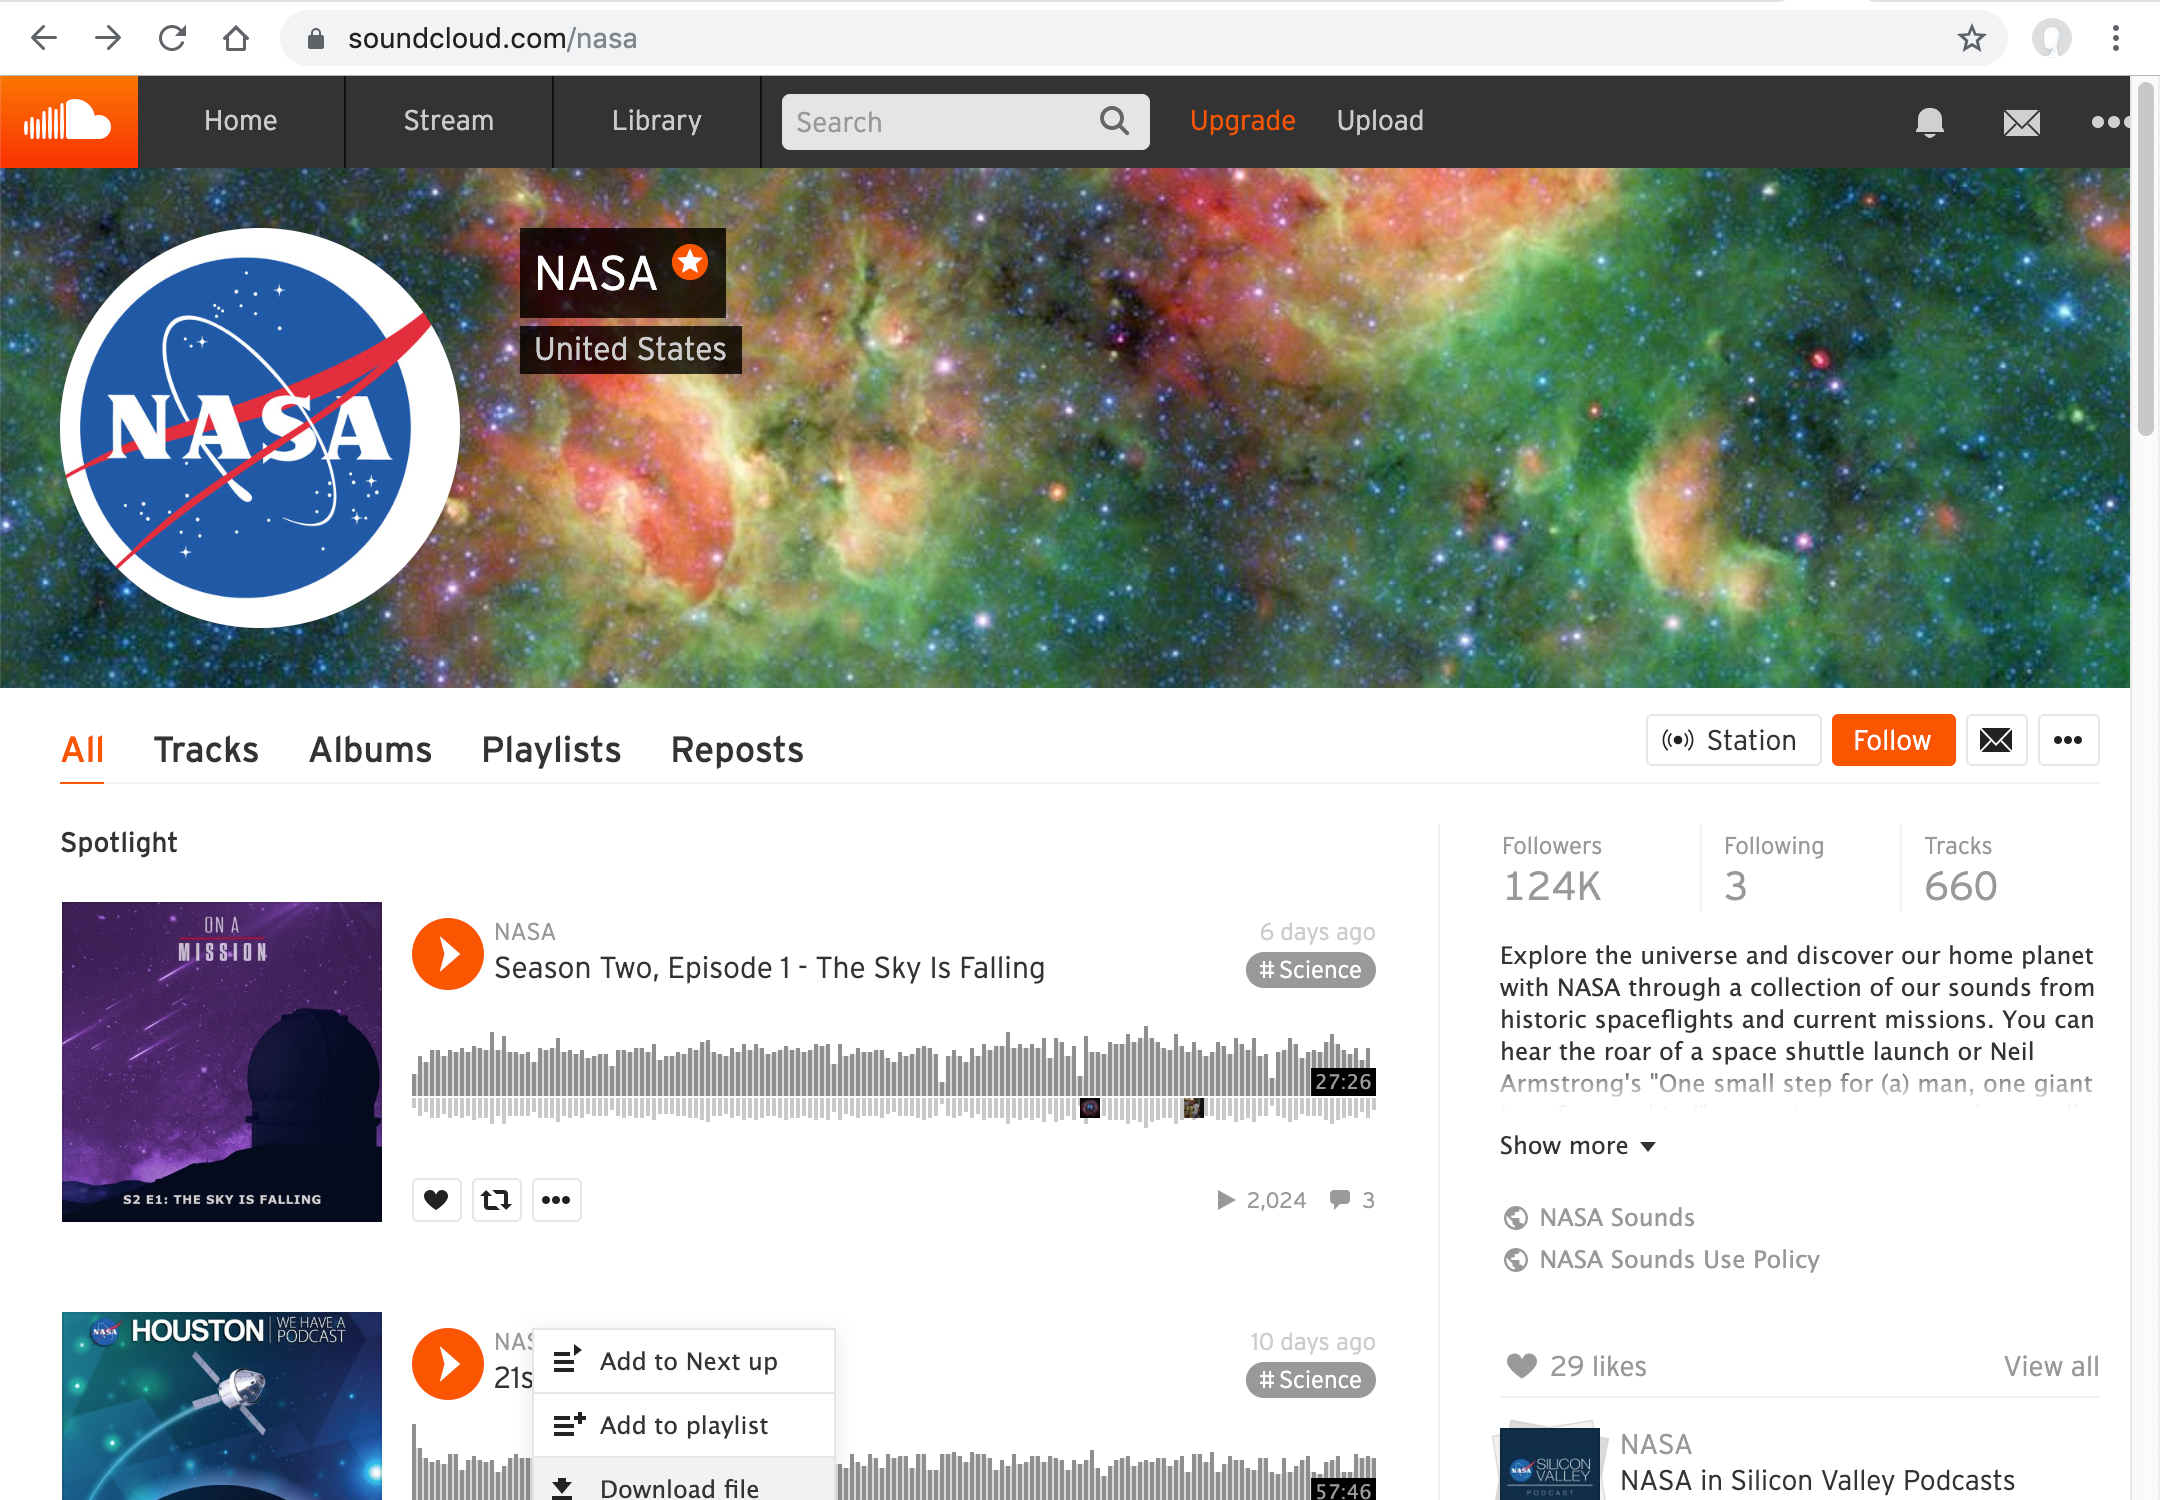 soundcloud.com/nasa
Home
Stream
Library
Search
Upgrade
Upload
NASA
NASA
United States
All
Tracks
Albums
Playlists
Reposts
Station
Follow
Spotlight
Followers
124K
Following
3
Tracks
660
ON A
MISSION
S2 E1: THE SKY IS FALLING
NASA
Season Two, Episode 1 - The Sky Is Falling
6 days ago
# Science
27:26
2,024
3
Explore the universe and discover our home planet
with NASA through a collection of our sounds from
historic spaceflights and current missions. You can
hear the roar of a space shuttle launch or Neil
Armstrong's "One small step for (a) man, one giant
Show more
NASA Sounds
NASA Sounds Use Policy
NASA
HOUSTON
WE HAVE A
PODCAST
NAS
21s
10 days ago
# Science
57:46
Add to Next up
Add to playlist
Download file
29 likes
View all
NASA
SILICON
VALLEY
PODCAST
NASA
NASA in Silicon Valley Podcasts